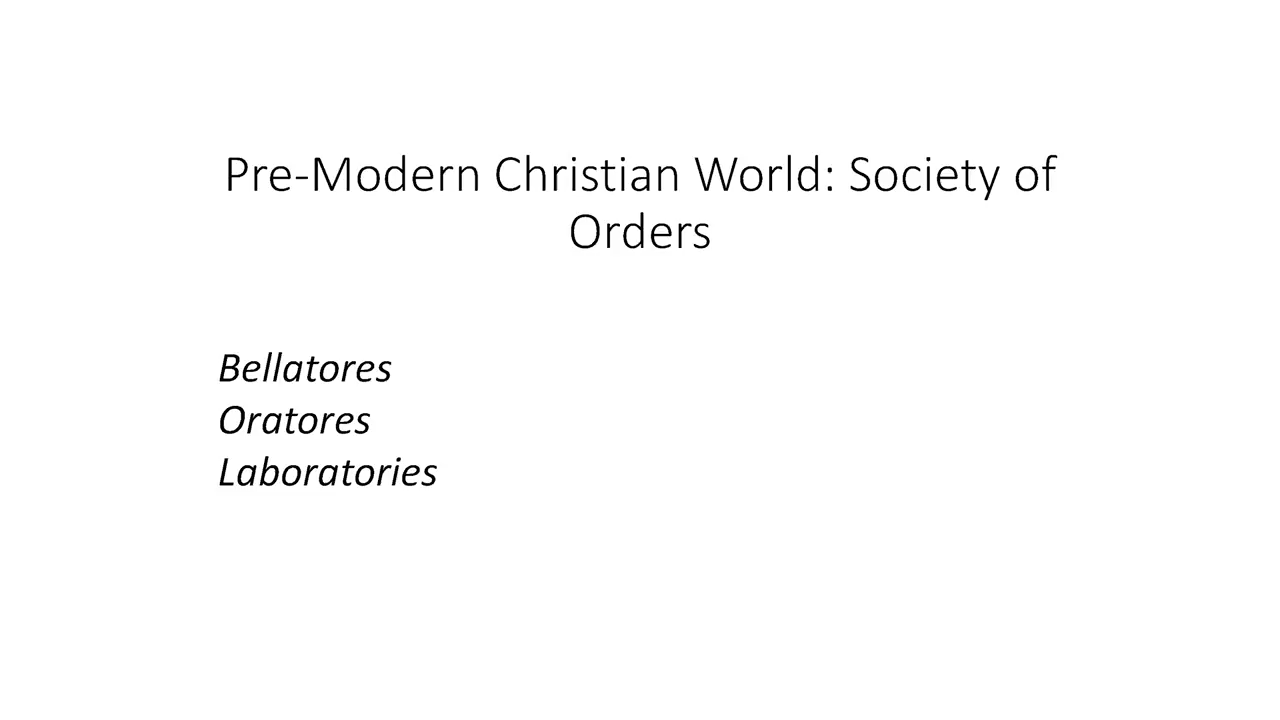 Pre-Modern Christian World: Society of
Orders
Bellatores
Oratores
Laboratories